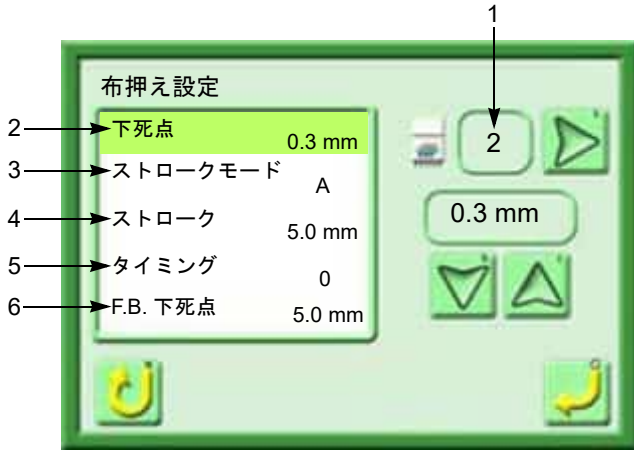 1
布押え設定
2
下死点
0.3 mm
2
3
ストロークモード
A
4
ストローク
5.0 mm
0.3 mm
5
タイミング
0
6
F.B. 下死点
5.0 mm